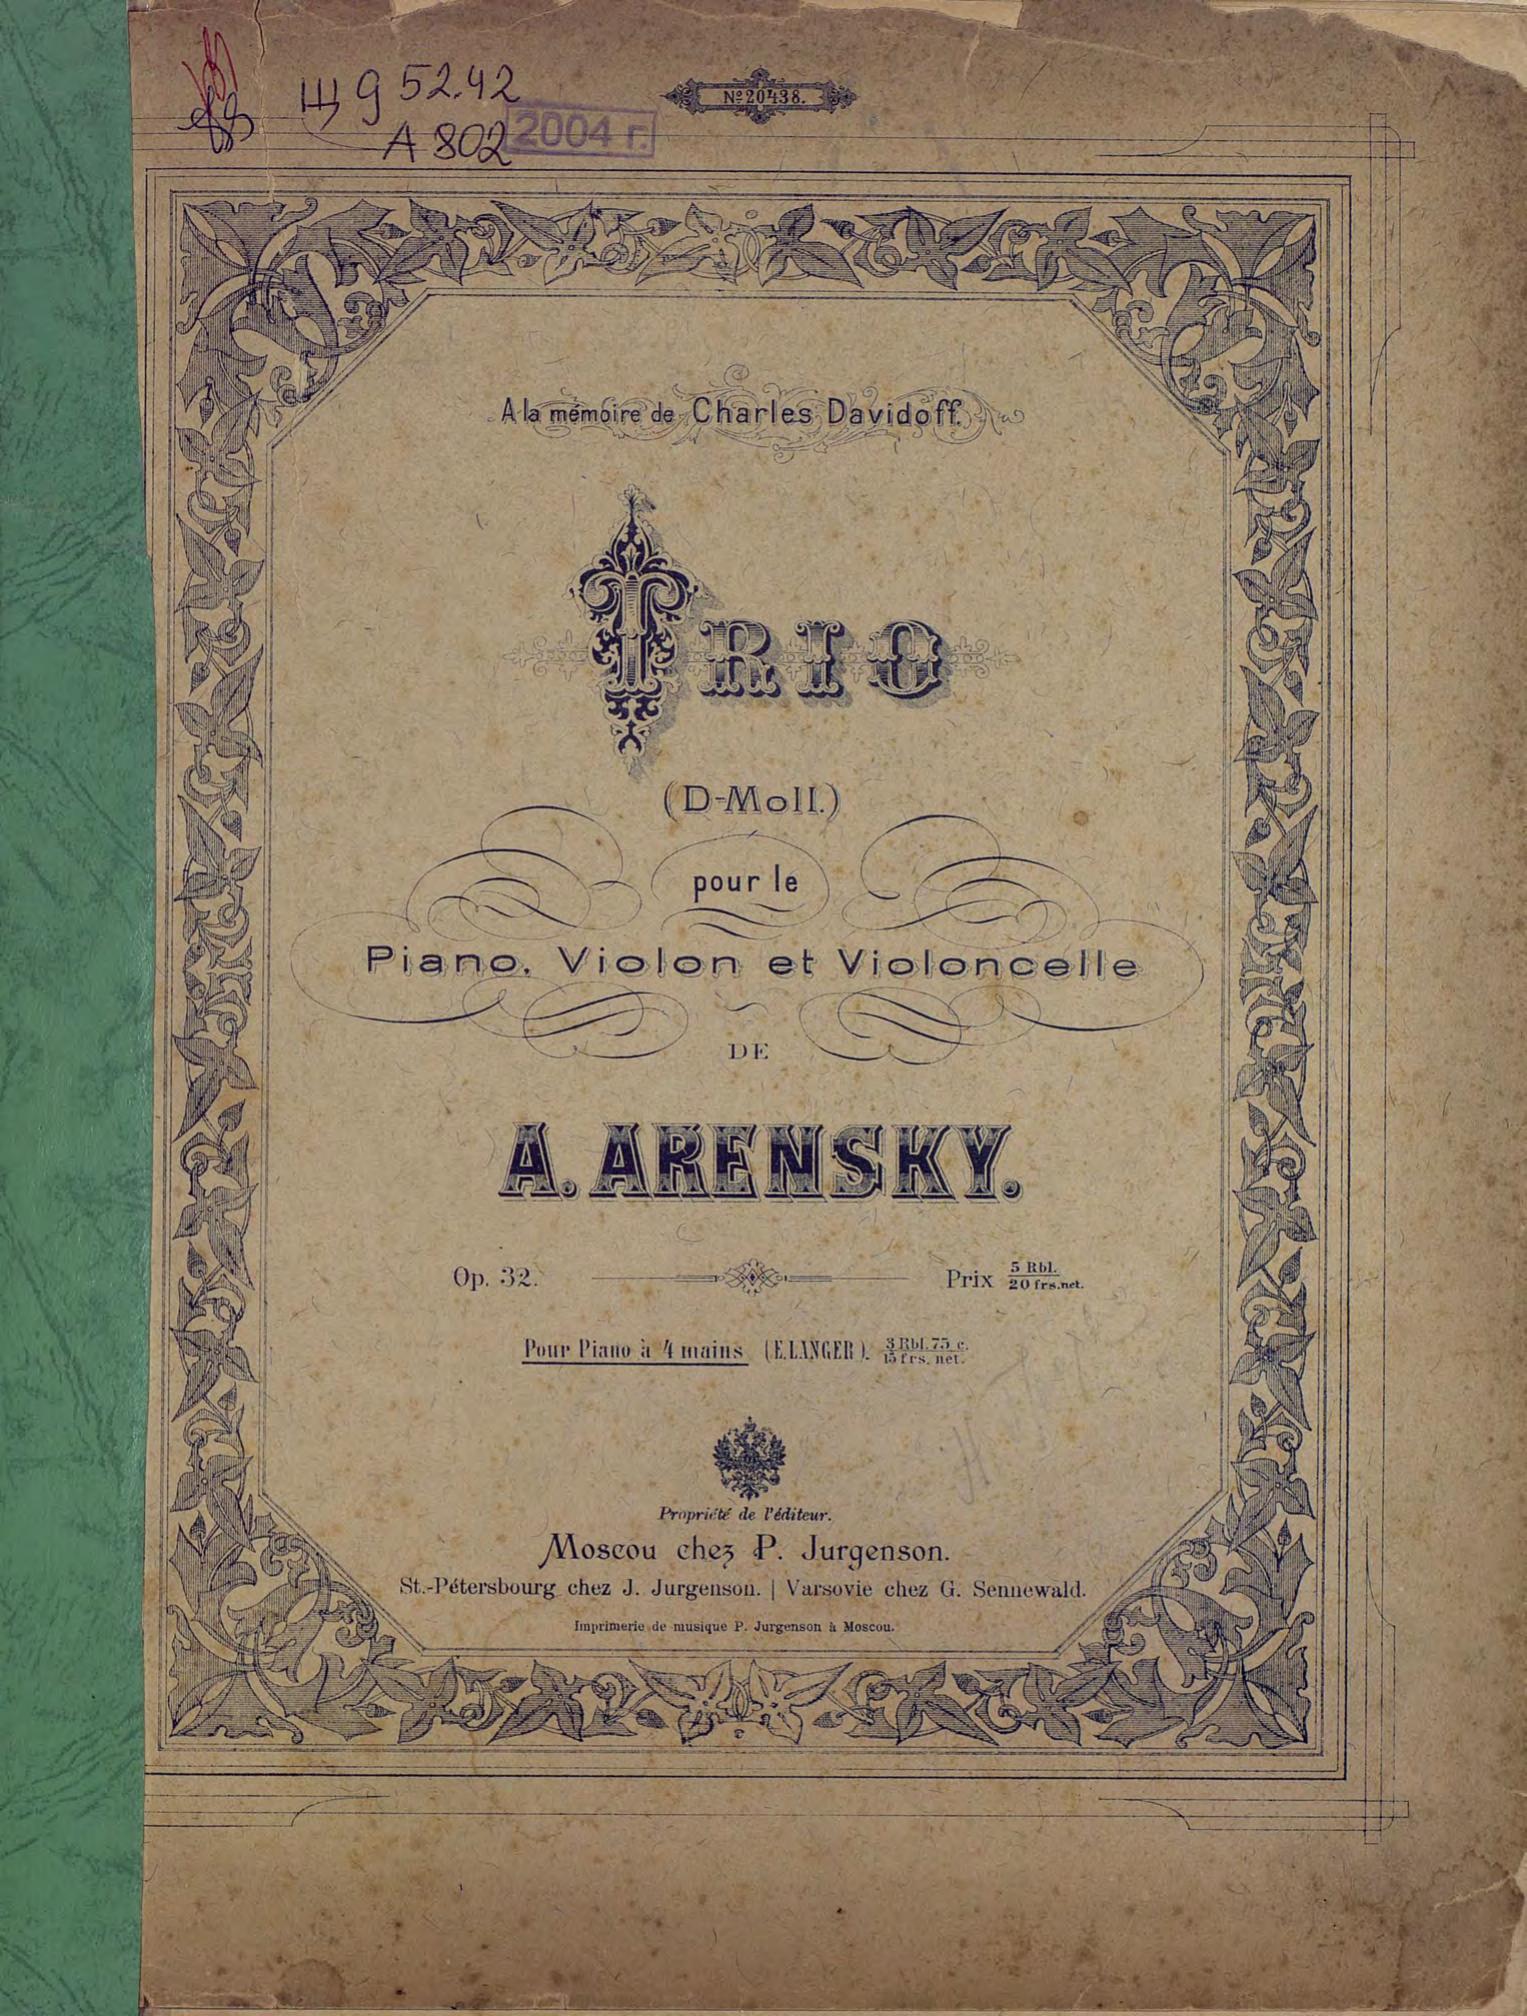 Щ 9 52.42
А 802
2004 г.
№ 20438.
A la mémoire de Charles Davidoff.
TRIO
(D-Moll.)
pour le
Piano, Violon et Violoncelle
DE
A. ARENSKY.
Op. 32.
Prix 5 Rbl.
20 frs. net.
Pour Piano à 4 mains (E. LANGER). 3 Rbl. 75 c.
15 frs. net.
Propriété de l'éditeur.
Moscou chez P. Jurgenson.
St.-Pétersbourg chez J. Jurgenson. | Varsovie chez G. Sennewald.
Imprimerie de musique P. Jurgenson à Moscou.